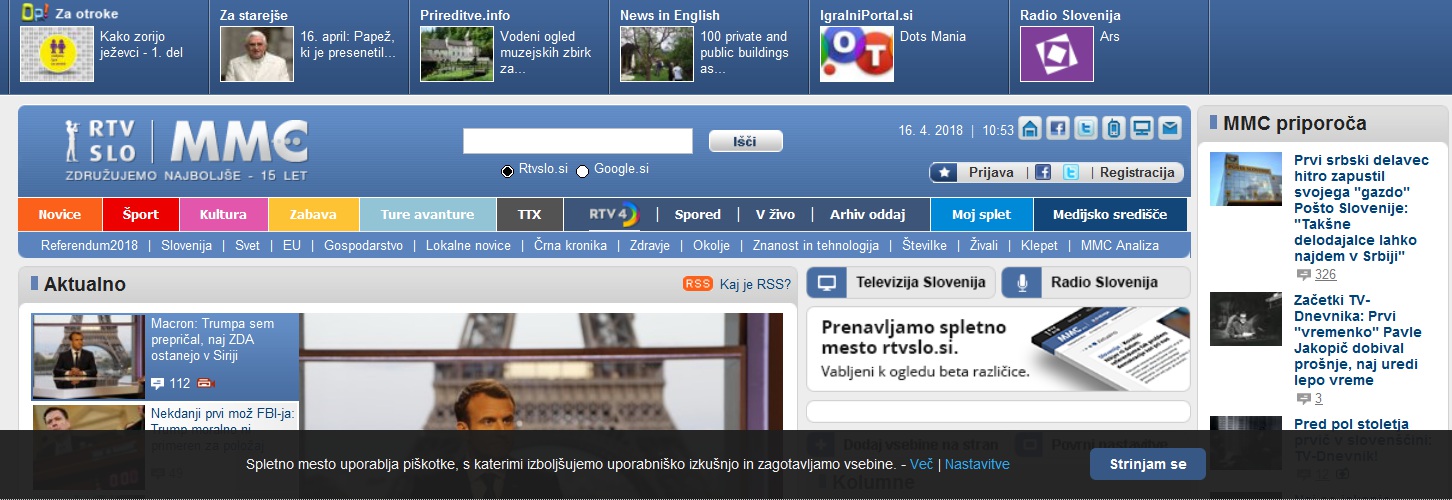 Op! Za otroke
Kako zorijo
ježevci - 1. del
Za starejše
16. april: Papež,
ki je presenetil...
Prireditve.info
Vodeni ogled
muzejskih zbirk
za...
News in English
100 private and
public buildings
as...
IgralniPortal.si
Dots Mania
Radio Slovenija
Ars
RTV
SLO
MMC
ZDRUŽUJEMO NAJBOLJŠE - 15 LET
Išči
Rtvslo.si Google.si
16. 4. 2018 | 10:53
Prijava | | Registracija
Novice Šport Kultura Zabava Ture avanture TTX RTV 4 | Spored | V živo | Arhiv oddaj Moj splet Medijsko središče
Referendum2018 | Slovenija | Svet | EU | Gospodarstvo | Lokalne novice | Črna kronika | Zdravje | Okolje | Znanost in tehnologija | Številke | Živali | Klepet | MMC Analiza
Aktualno
RSS Kaj je RSS?
Macron: Trumpa sem
prepričal, naj ZDA
ostanejo v Siriji
112
Nekdanji prvi mož FBI-ja:
Trump moralno ni
primeren za položaj
Televizija Slovenija
Radio Slovenija
Prenavljamo spletno
mesto rtvslo.si.
Vabljeni k ogledu beta različice.
MMC
Dodaj vsebine na stran
Povrni nastavitve
Kolumne
MMC priporoča
Prvi srbski delavec
hitro zapustil
svojega "gazdo"
Pošto Slovenije:
"Takšne
delodajalce lahko
najdem v Srbiji"
326
Začetki TV-
Dnevnika: Prvi
"vremenko" Pavle
Jakopič dobival
prošnje, naj uredi
lepo vreme
3
Pred pol stoletja
prvič v slovenščini:
TV-Dnevnik!
12
Spletno mesto uporablja piškotke, s katerimi izboljšujemo uporabniško izkušnjo in zagotavljamo vsebine. - Več | Nastavitve
Strinjam se